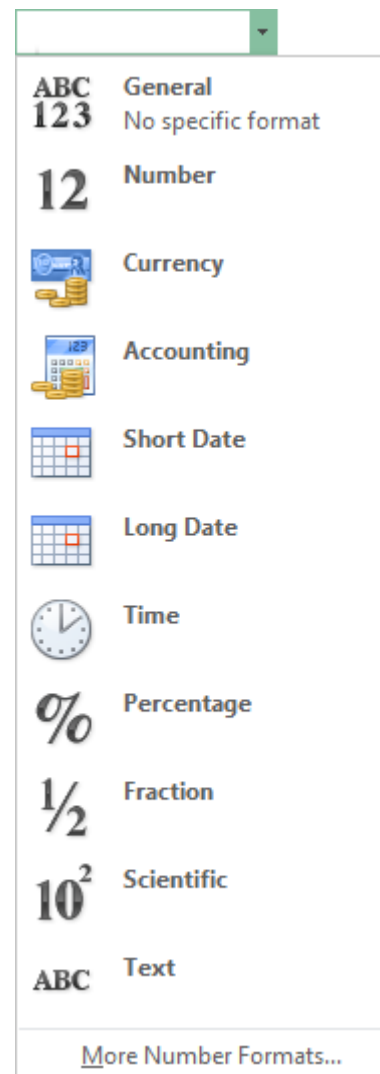 ABC
123
General
No specific format
12
Number
Currency
123
Accounting
Short Date
Long Date
Time
%
Percentage
½
Fraction
10²
Scientific
ABC
Text
More Number Formats...